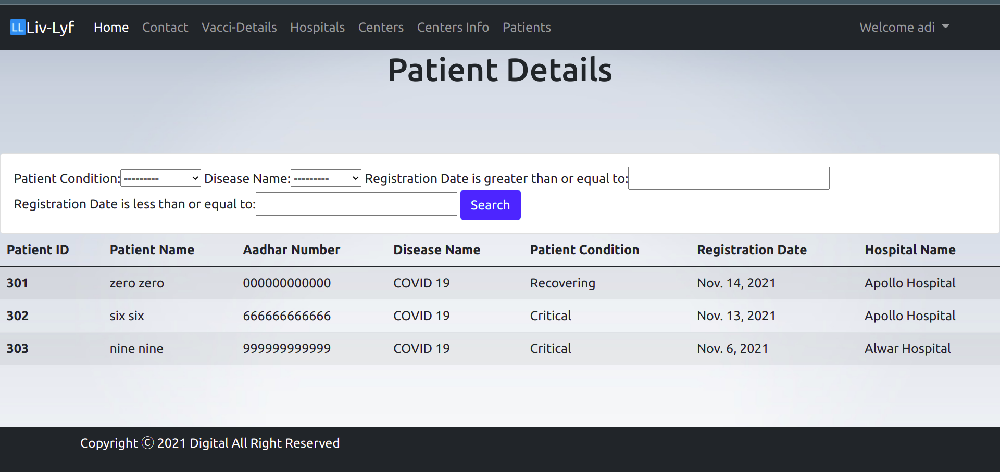 LL Liv-Lyf Home Contact Vacci-Details Hospitals Centers Centers Info Patients Welcome adi
Patient Details
Patient Condition: --------- Disease Name: --------- Registration Date is greater than or equal to:
Registration Date is less than or equal to: Search
Patient ID Patient Name Aadhar Number Disease Name Patient Condition Registration Date Hospital Name
301 zero zero 000000000000 COVID 19 Recovering Nov. 14, 2021 Apollo Hospital
302 six six 666666666666 COVID 19 Critical Nov. 13, 2021 Apollo Hospital
303 nine nine 999999999999 COVID 19 Critical Nov. 6, 2021 Alwar Hospital
Copyright Ⓒ 2021 Digital All Right Reserved